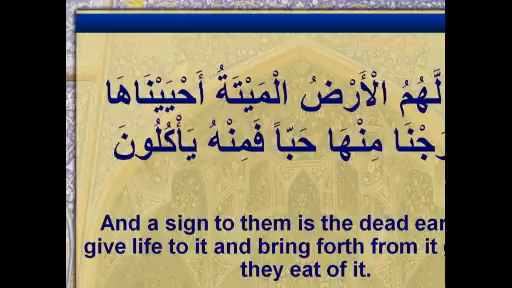 لَّهُمُ الْأَرْضُ الْمَيْتَةُ أَحْيَيْنَاهَا
رَجْنَا مِنْهَا حَبّاً فَمِنْهُ يَأْكُلُونَ
And a sign to them is the dead ear
give life to it and bring forth from it
they eat of it.